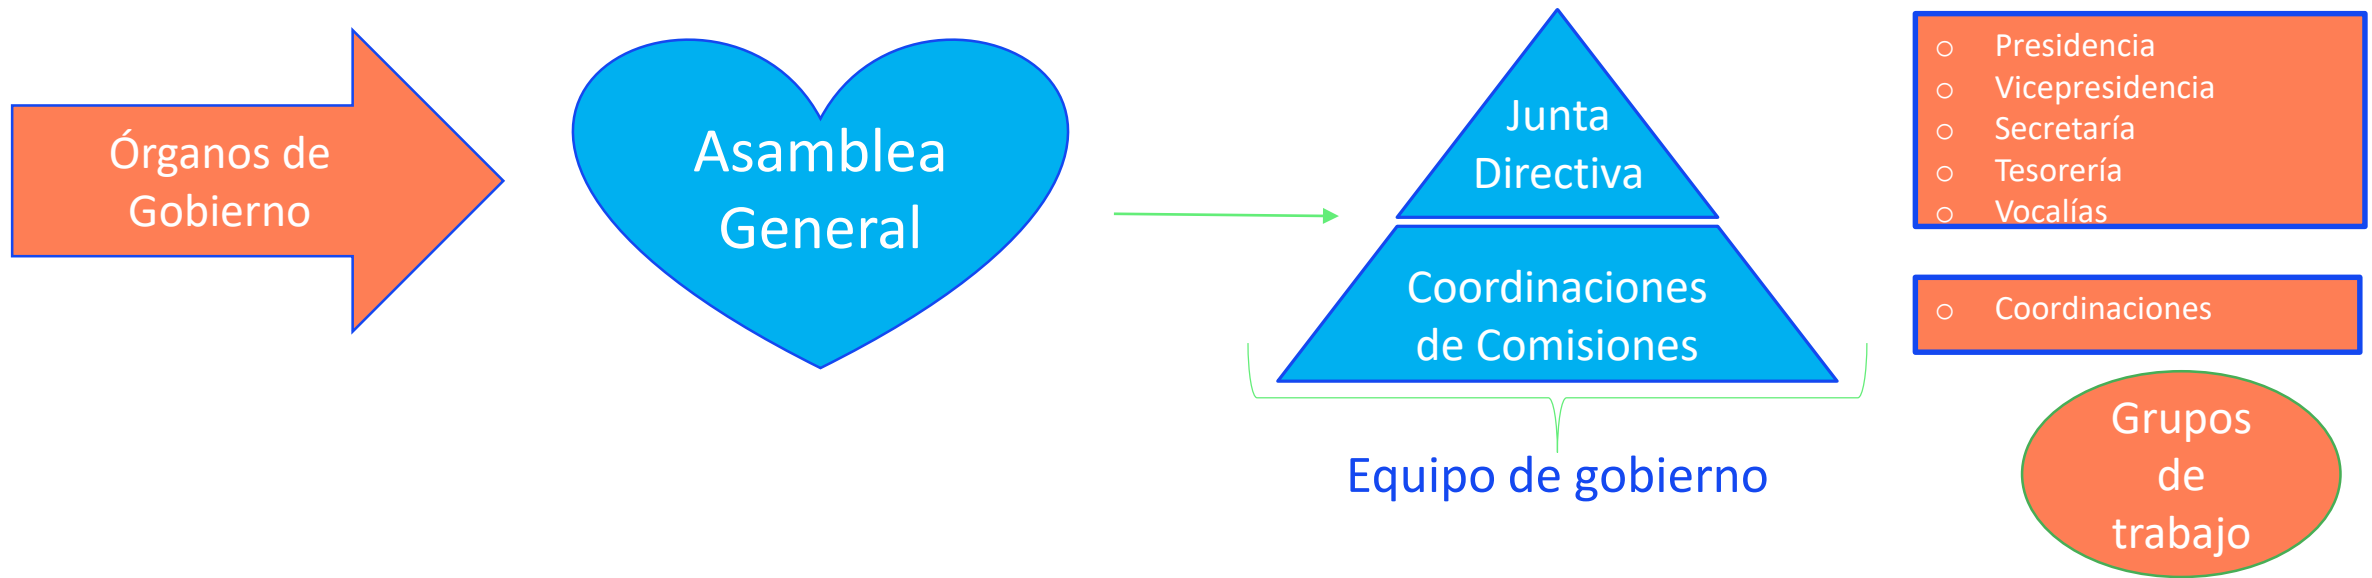 Órganos de
Gobierno
Asamblea
General
Junta
Directiva
Coordinaciones
de Comisiones
Equipo de gobierno
o Presidencia
o Vicepresidencia
o Secretaría
o Tesorería
o Vocalías
o Coordinaciones
Grupos
de
trabajo